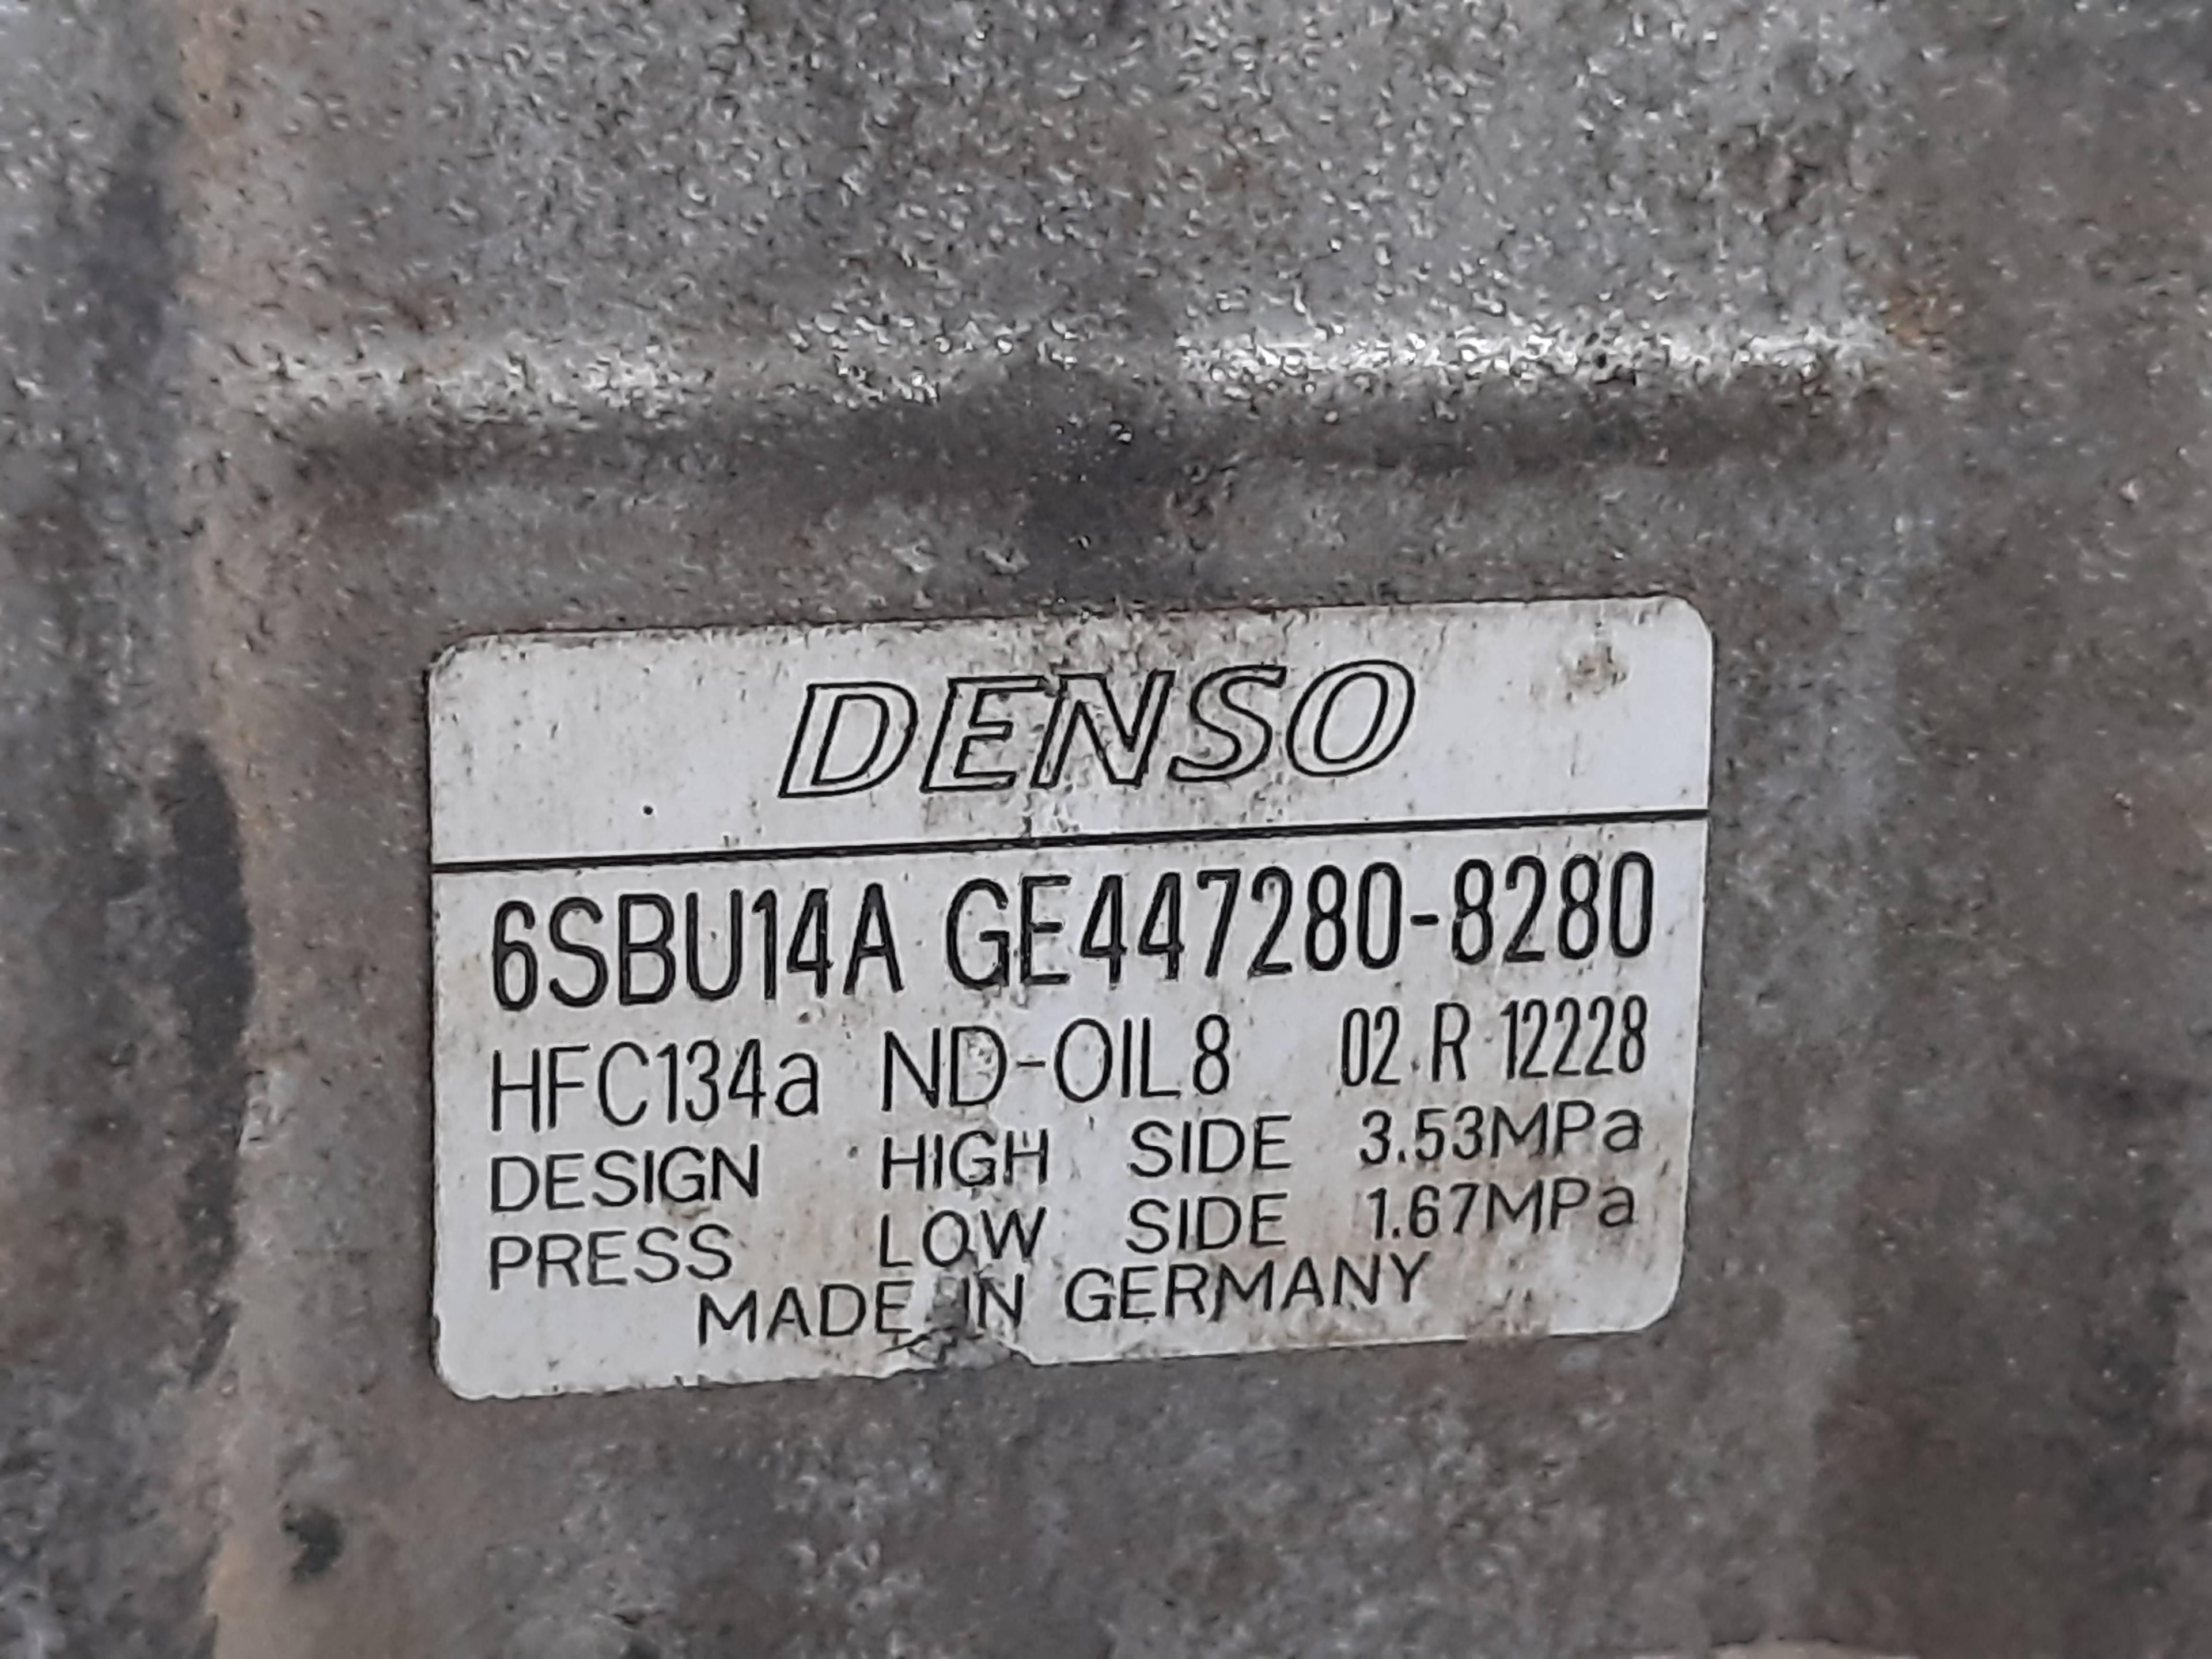 DENSO
6SBU14A GE447280-8280
HFC134a ND-OIL8 02 R 12228
DESIGN HIGH SIDE 3.53MPa
PRESS LOW SIDE 1.67MPa
MADE IN GERMANY